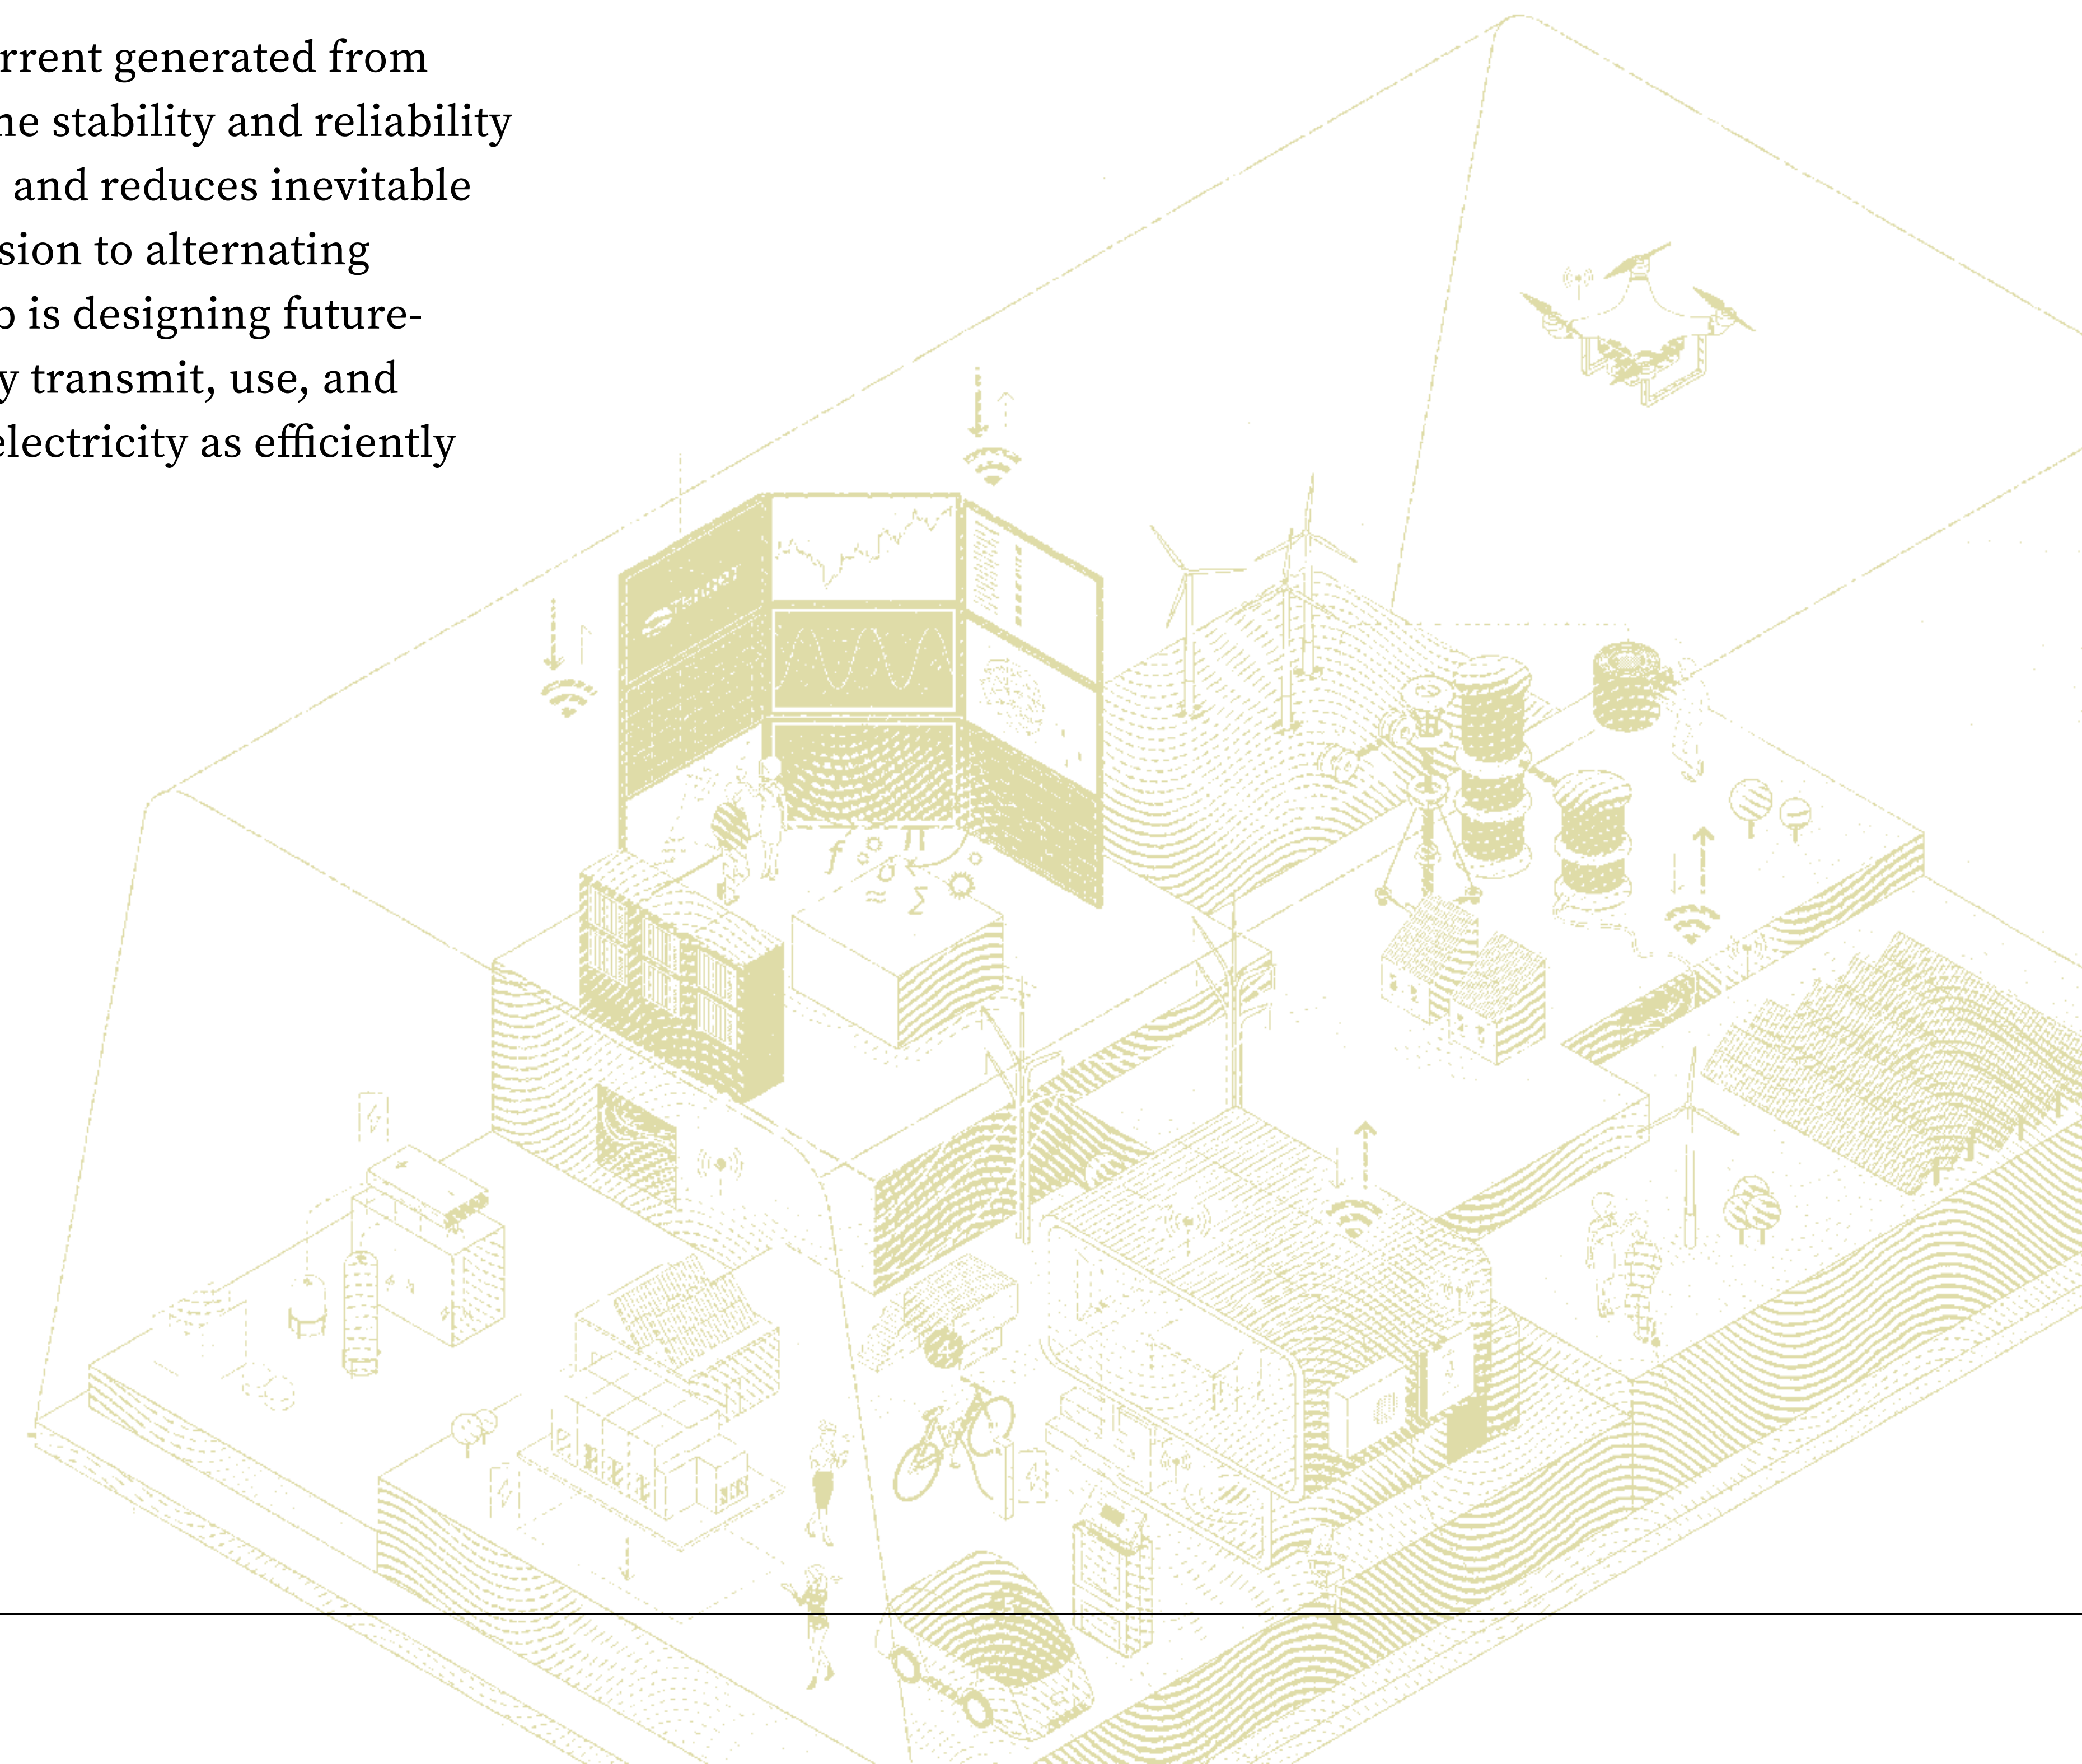 rrent generated from
ne stability and reliability
and reduces inevitable
sion to alternating
is designing future-
y transmit, use, and
electricity as efficiently
f π
σ
≈ Σ